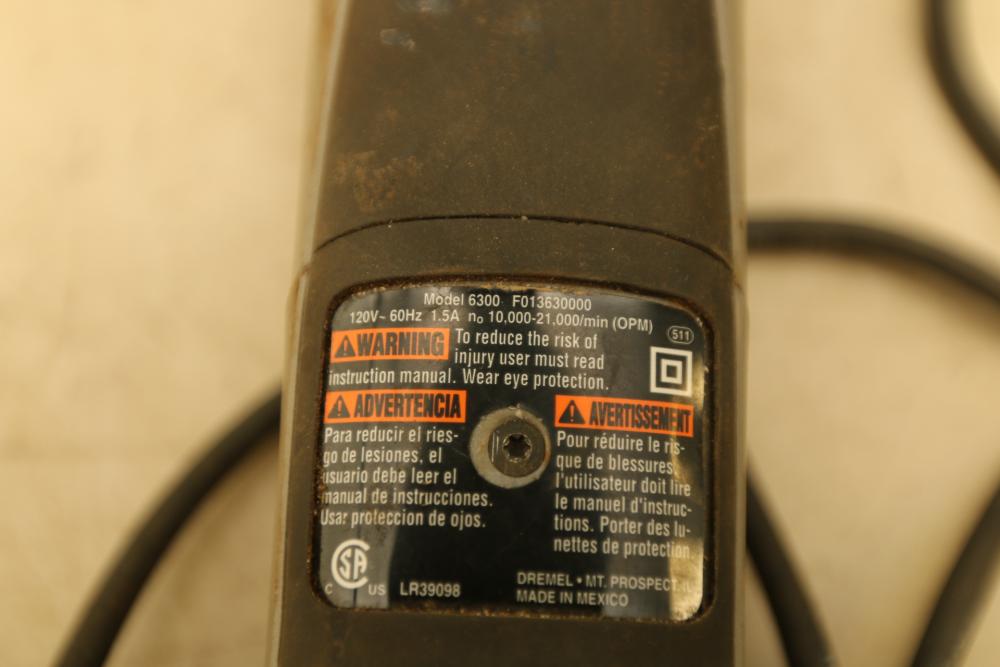 Model 6300 F013630000
120V~ 60Hz 1.5A n₀ 10,000-21,000/min (OPM)
511
WARNING To reduce the risk of
injury user must read
instruction manual. Wear eye protection.
ADVERTENCIA
Para reducir el ries-
go de lesiones, el
usuario debe leer el
manual de instrucciones.
Usar proteccion de ojos.
AVERTISSEMENT
Pour réduire le ris-
que de blessures,
l'utilisateur doit lire
le manuel d'instruc-
tions. Porter des lu-
nettes de protection.
C SA US LR39098
DREMEL • MT. PROSPECT, IL
MADE IN MEXICO